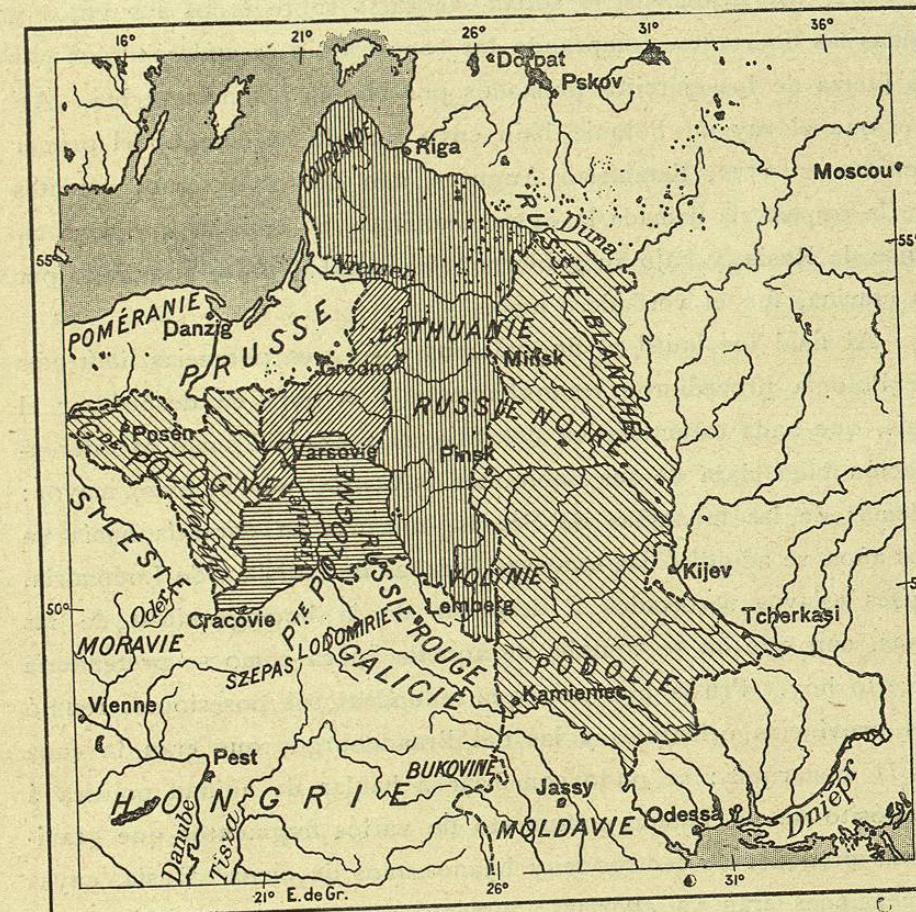 16° 21° 26° 31° 36°
Dorpat
Pskov
COURLANDE
Riga
Moscou
RUSSIE BLANCHE
Duna
55° 55°
Niemen
POMÉRANIE
Danzig
PRUSSE
LITHUANIE
Grodno
Minsk
RUSSIE NOIRE
Posen
Gde POLOGNE
Varsovie
Pinsk
Warthe
Vistule
SILÉSIE
Pte POLOGNE
RUSSIE ROUGE
VOLYNIE
Kijev
Oder
50° 50°
Cracovie
Lemberg
Tcherkasi
MORAVIE
LODOMIRIE
SZEPAS
GALICIE
PODOLIE
Kamieniec
Vienne
Pest
BUKOVINE
HONGRIE
Jassy
MOLDAVIE
Odessa
Dniepr
Danube
Tisza
21° E. de Gr. 26° 31°